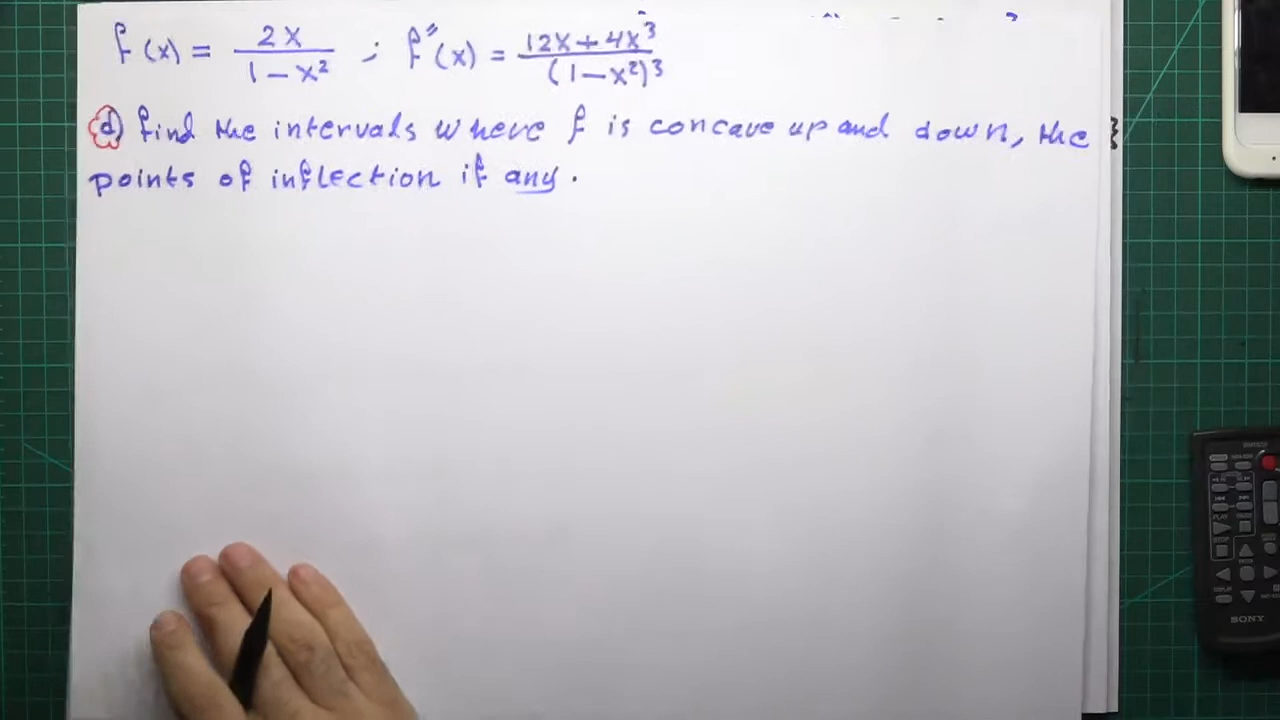 f(x) = 2x / (1 - x²) ; f''(x) = (12x + 4x³) / (1 - x²)³
(d) find the intervals where f is concave up and down, the
points of inflection if any.
SONY